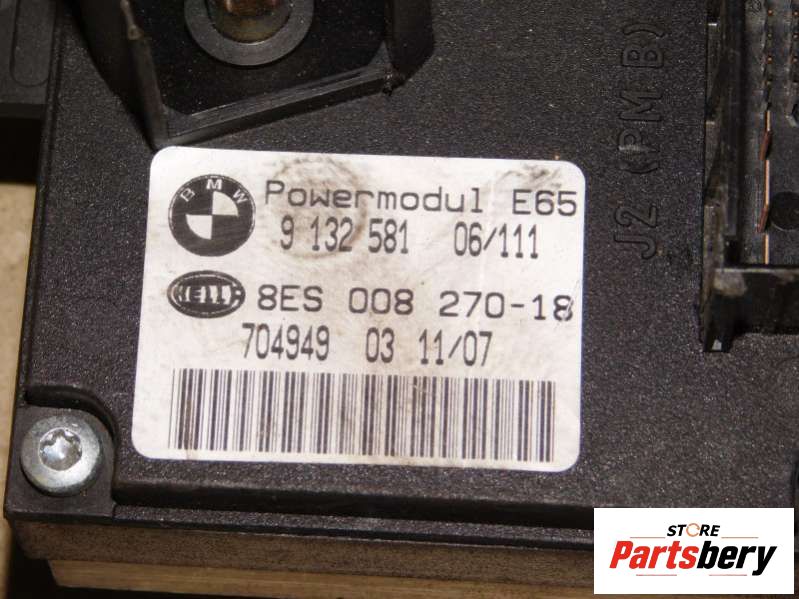 J2 (PM-B)
BMW Powermodul E65
9 132 581 06/111
HELLA 8ES 008 270-18
704949 03 11/07
STORE
Partsbery